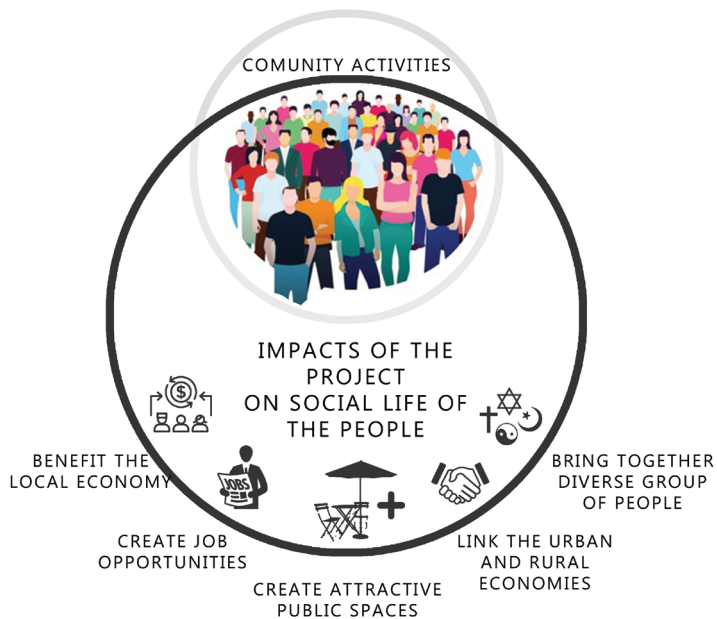 COMUNITY ACTIVITIES
IMPACTS OF THE
PROJECT
ON SOCIAL LIFE OF
THE PEOPLE
JOBS
BENEFIT THE
LOCAL ECONOMY
CREATE JOB
OPPORTUNITIES
CREATE ATTRACTIVE
PUBLIC SPACES
LINK THE URBAN
AND RURAL
ECONOMIES
BRING TOGETHER
DIVERSE GROUP
OF PEOPLE